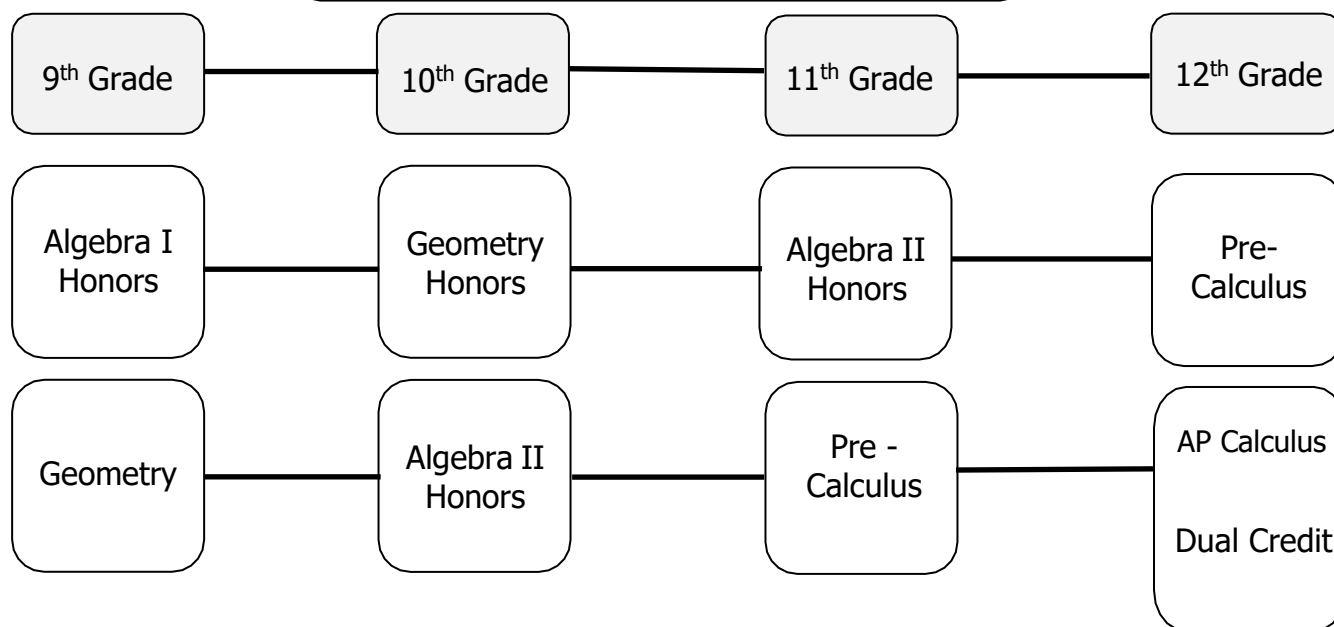 9th Grade
10th Grade
11th Grade
12th Grade
Algebra I
Honors
Geometry
Honors
Algebra II
Honors
Pre-
Calculus
Geometry
Algebra II
Honors
Pre -
Calculus
AP Calculus
Dual Credit